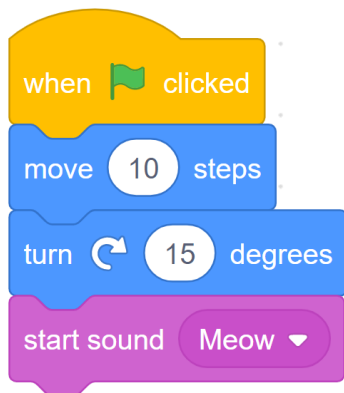 when clicked
move 10 steps
turn 15 degrees
start sound Meow